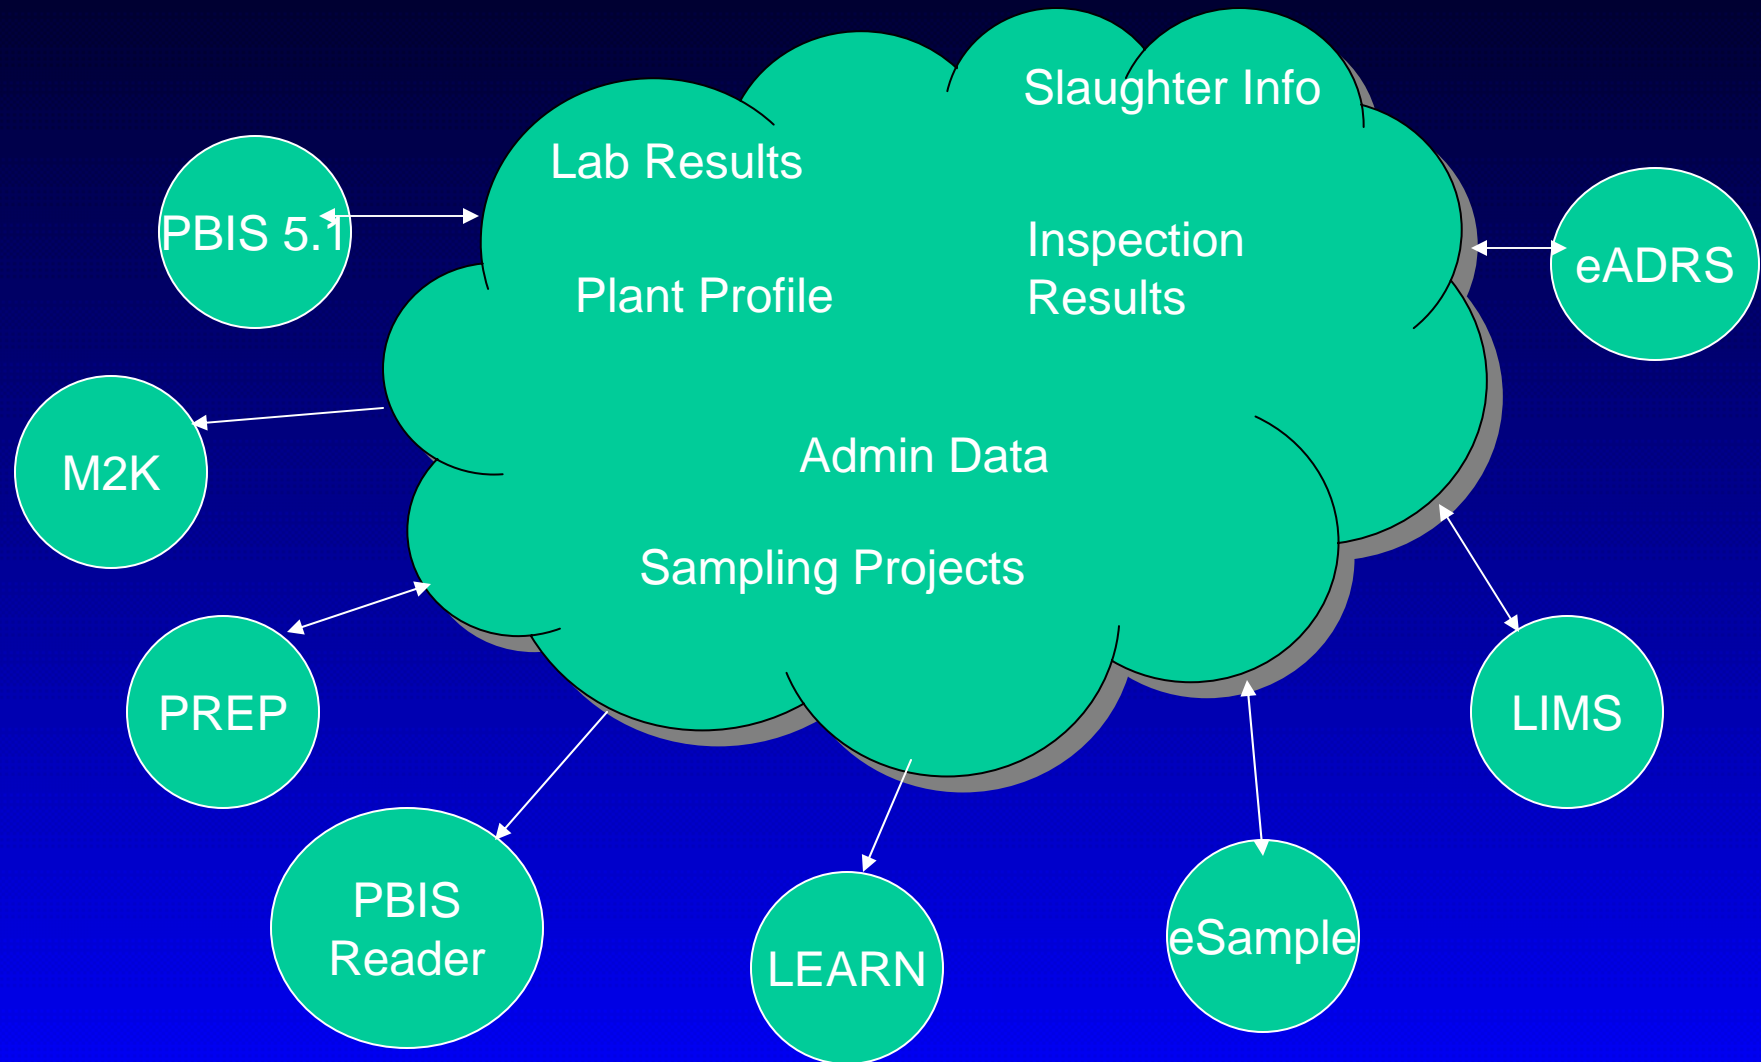 Slaughter Info
Lab Results
PBIS 5.1
Inspection
Results
eADRS
Plant Profile
M2K
Admin Data
Sampling Projects
PREP
LIMS
PBIS
Reader
LEARN
eSample